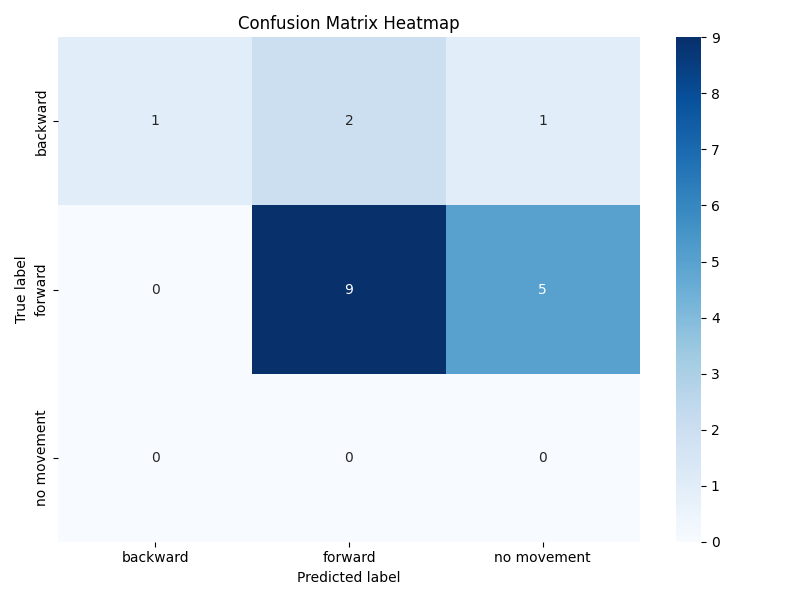 Confusion Matrix Heatmap
True label
backward
1
2
1
forward
0
9
5
no movement
0
0
0
backward
forward
no movement
Predicted label
9
8
7
6
5
4
3
2
1
0